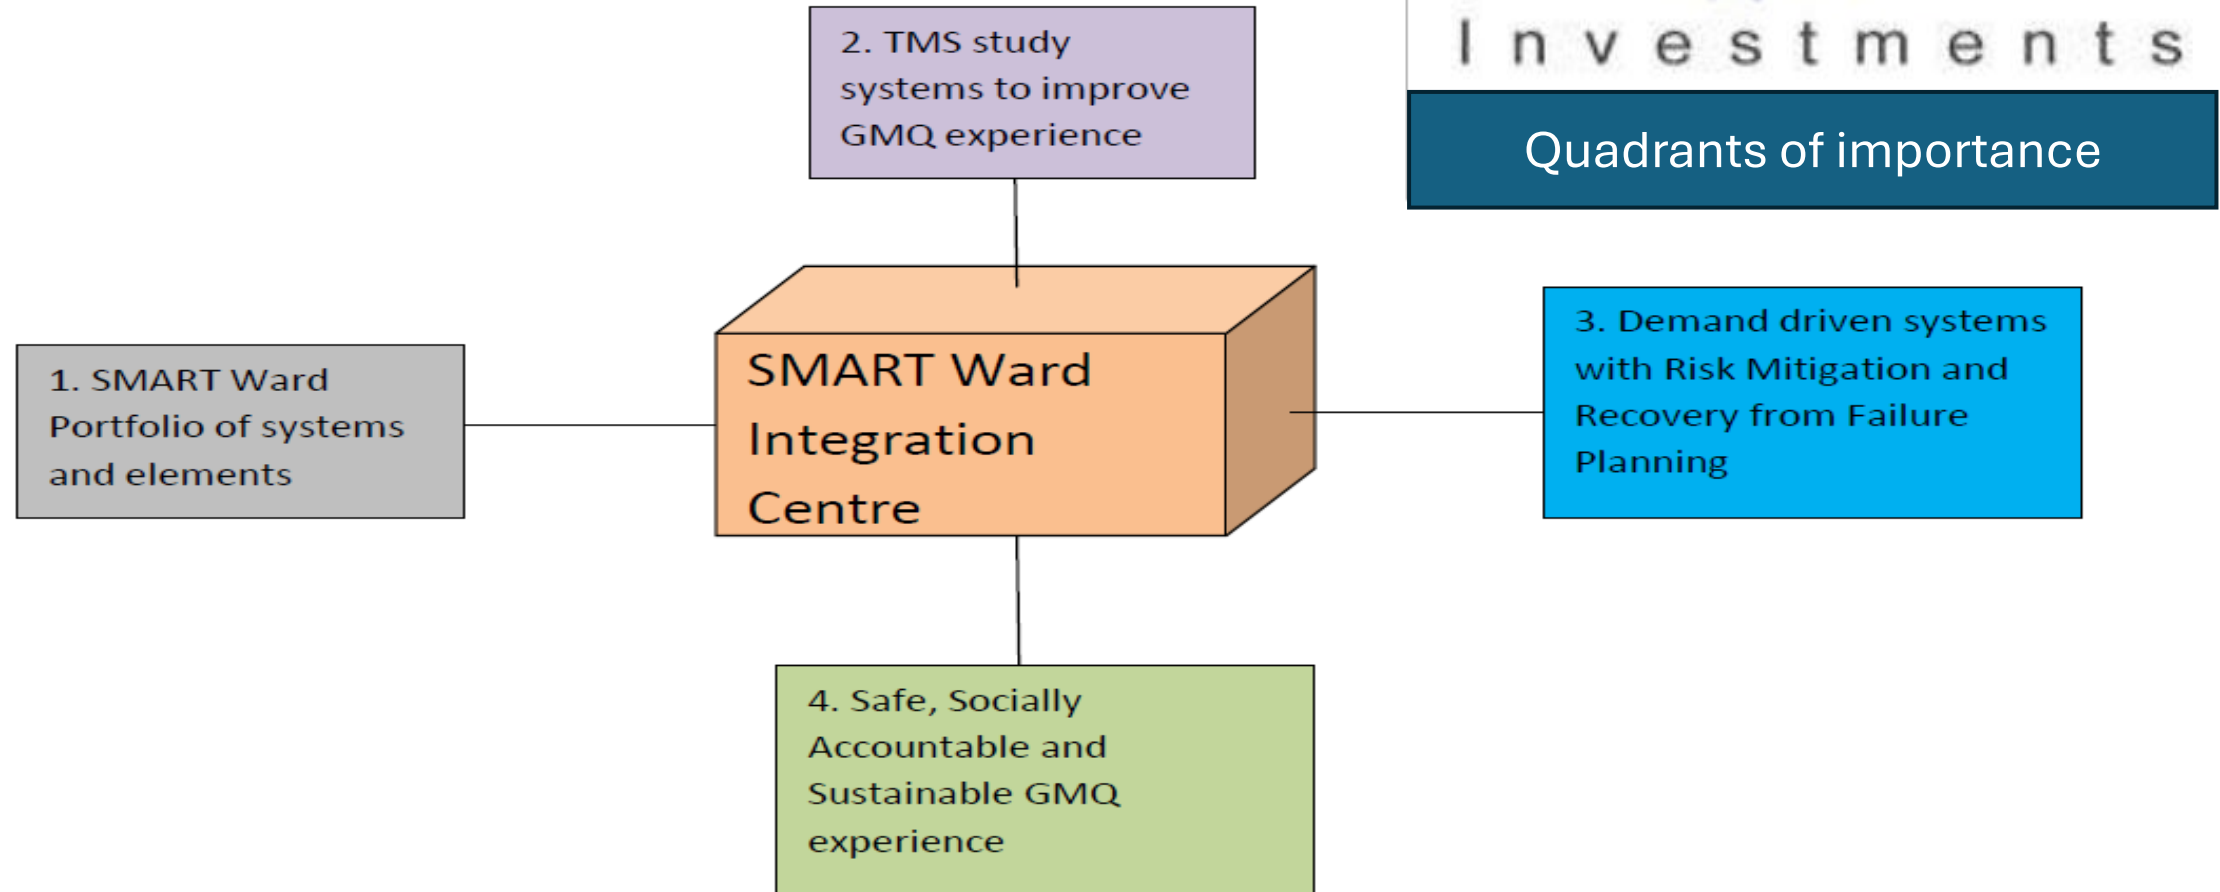 Investments
Quadrants of importance
2. TMS study
systems to improve
GMQ experience
1. SMART Ward
Portfolio of systems
and elements
SMART Ward
Integration
Centre
3. Demand driven systems
with Risk Mitigation and
Recovery from Failure
Planning
4. Safe, Socially
Accountable and
Sustainable GMQ
experience